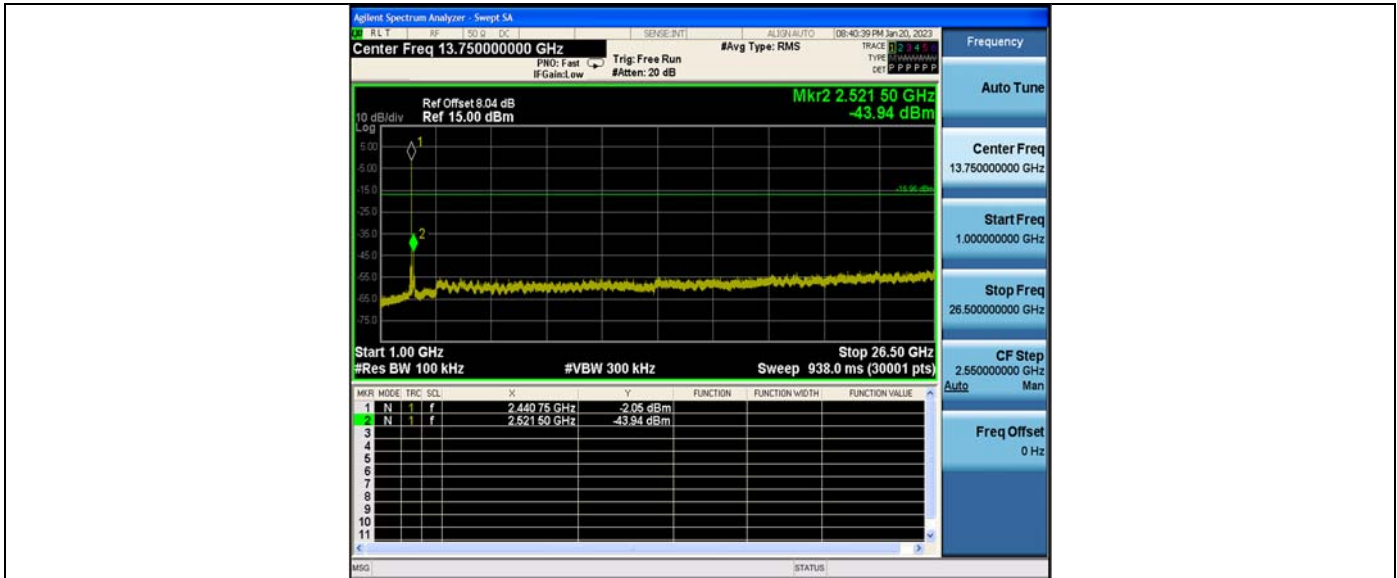 Agilent Spectrum Analyzer - Swept SA
RLT RF 50 Ω DC SENSE:INT ALIGN AUTO 08:40:39 PM Jan 20, 2023
Center Freq 13.750000000 GHz
#Avg Type: RMS
TRACE 1 2 3 4 5 6
PNO: Fast Trig: Free Run
TYPE
IFGain:Low #Atten: 20 dB
DET P P P P P P
Mkr2 2.521 50 GHz
-43.94 dBm
Ref Offset 8.04 dB
10 dB/div Ref 15.00 dBm
Log
5.00
-5.00
-15.0
-25.0
-35.0
-45.0
-55.0
-65.0
-75.0
1
2
Start 1.00 GHz Stop 26.50 GHz
#Res BW 100 kHz #VBW 300 kHz Sweep 938.0 ms (30001 pts)
MKR MODE TRC SCL X Y FUNCTION FUNCTION WIDTH FUNCTION VALUE
1 N 1 f 2.440 75 GHz -2.05 dBm
2 N 1 f 2.521 50 GHz -43.94 dBm
3
4
5
6
7
8
9
10
11
MSG STATUS
Frequency
Auto Tune
Center Freq
13.750000000 GHz
Start Freq
1.000000000 GHz
Stop Freq
26.500000000 GHz
CF Step
2.550000000 GHz
Auto Man
Freq Offset
0 Hz